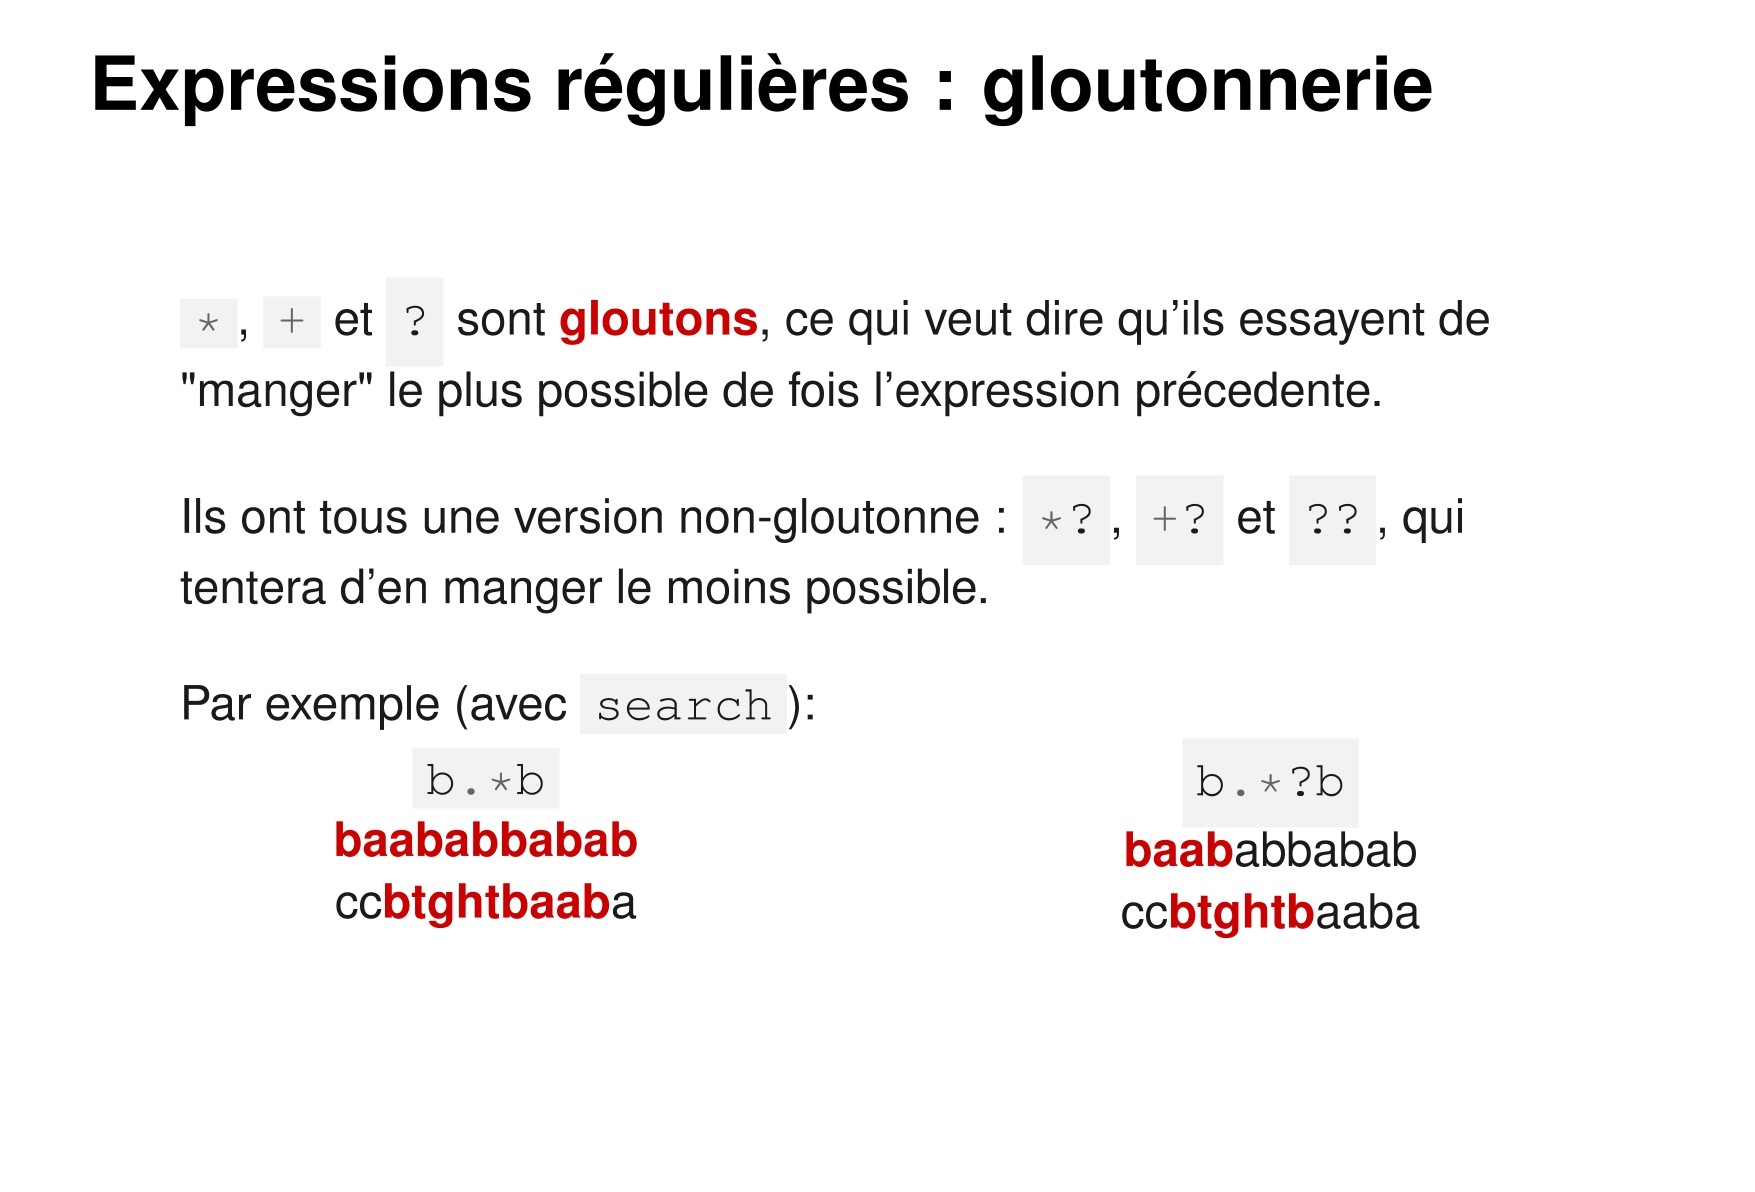 Expressions régulières : gloutonnerie
*, + et ? sont gloutons, ce qui veut dire qu'ils essayent de
"manger" le plus possible de fois l'expression précedente.
Ils ont tous une version non-gloutonne : *?, +? et ??, qui
tentera d'en manger le moins possible.
Par exemple (avec search):
b.*b
baababbabab
ccbtghtbaaba
b.*?b
baababbabab
ccbtghtbaaba